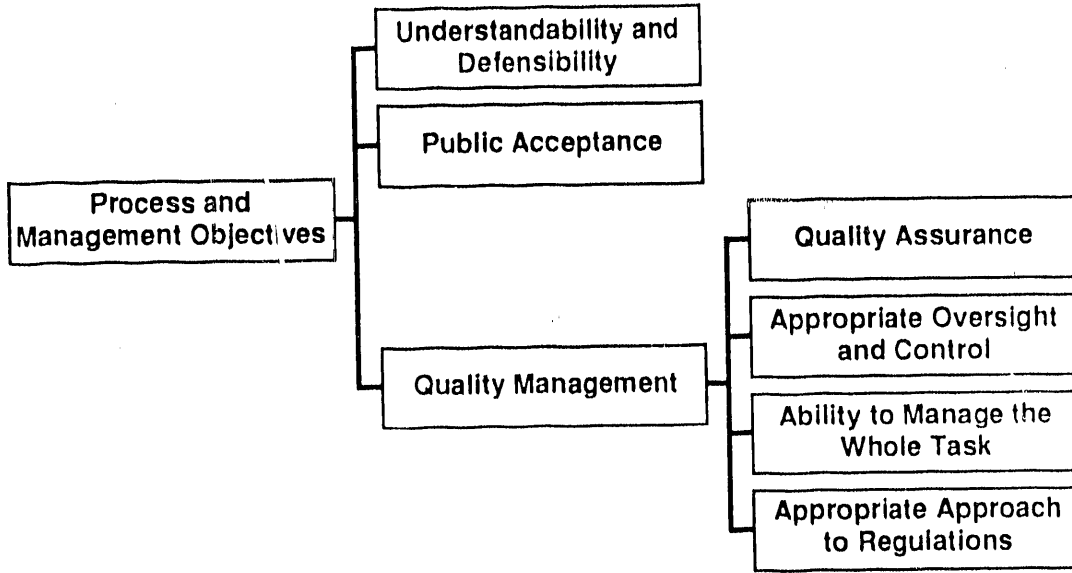 Understandability and
Defensibility
Public Acceptance
Process and
Management Objectives
Quality Assurance
Appropriate Oversight
and Control
Quality Management
Ability to Manage the
Whole Task
Appropriate Approach
to Regulations